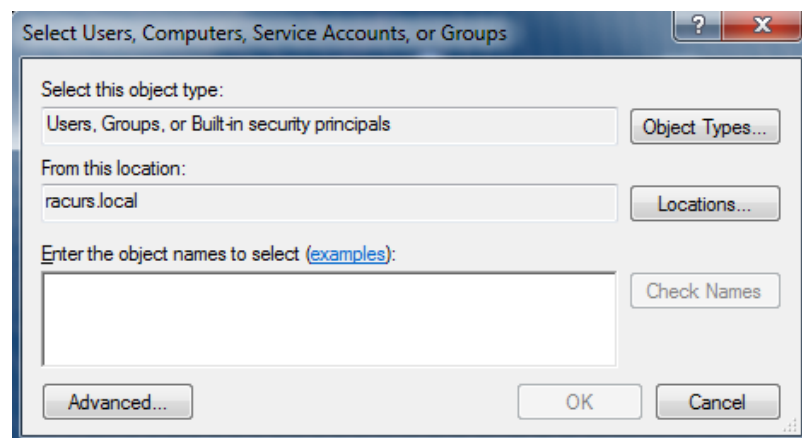 Select Users, Computers, Service Accounts, or Groups
?
X
Select this object type:
Users, Groups, or Built-in security principals
Object Types...
From this location:
racurs.local
Locations...
Enter the object names to select (examples):
Check Names
Advanced...
OK
Cancel